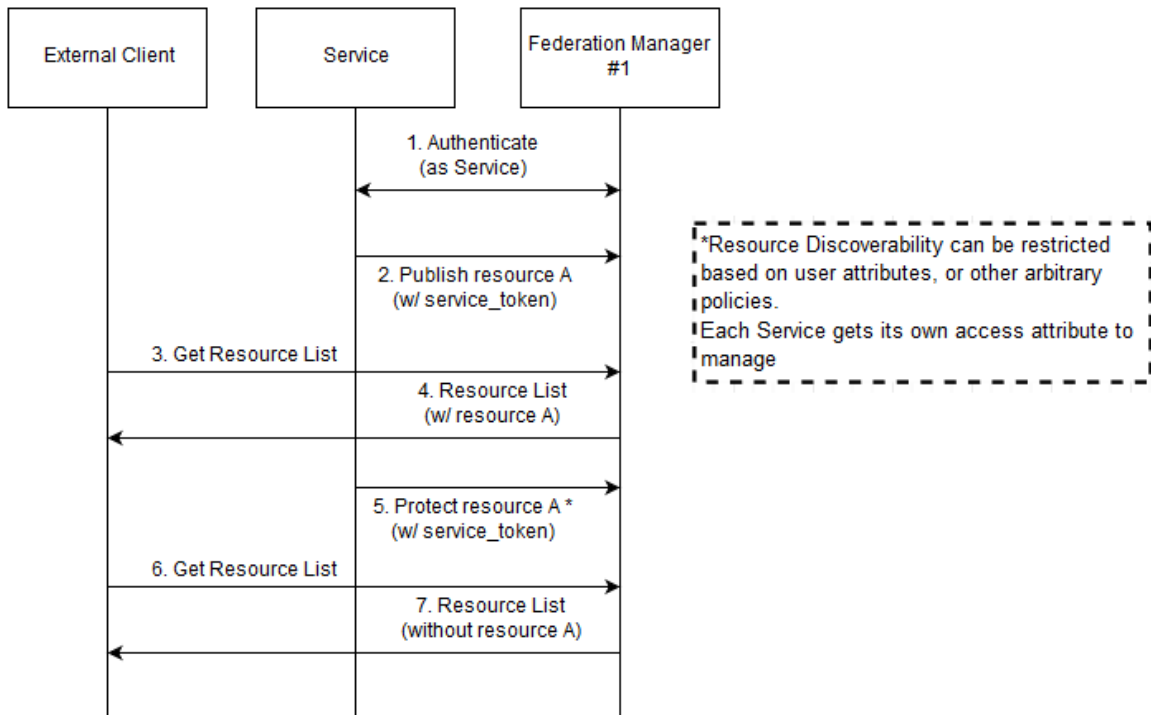 External Client
Service
Federation Manager
#1
1. Authenticate
(as Service)
2. Publish resource A
(w/ service_token)
3. Get Resource List
4. Resource List
(w/ resource A)
5. Protect resource A *
(w/ service_token)
6. Get Resource List
7. Resource List
(without resource A)
*Resource Discoverability can be restricted
based on user attributes, or other arbitrary
policies.
Each Service gets its own access attribute to
manage